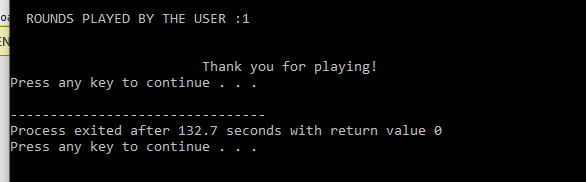 ROUNDS PLAYED BY THE USER :1
Thank you for playing!
Press any key to continue . . .
--------------------------------
Process exited after 132.7 seconds with return value 0
Press any key to continue . . .